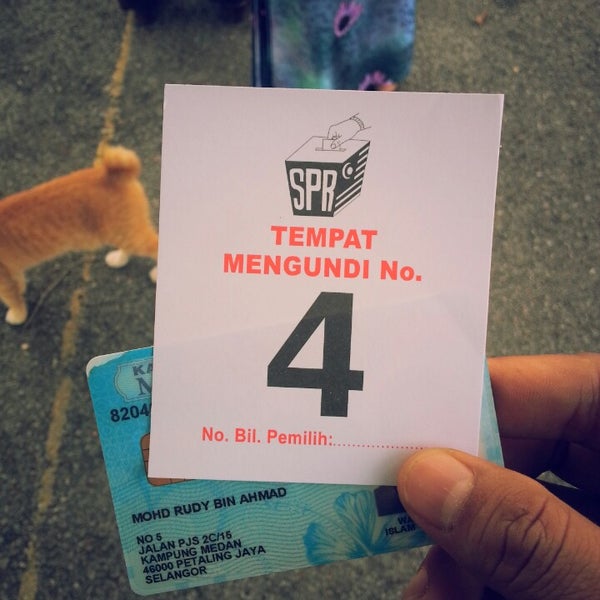 SPR
TEMPAT
MENGUNDI No.
4
No. Bil. Pemilih:......................
MOHD RUDY BIN AHMAD
NO 5
JALAN PJS 2C/15
KAMPUNG MEDAN
46000 PETALING JAYA
SELANGOR